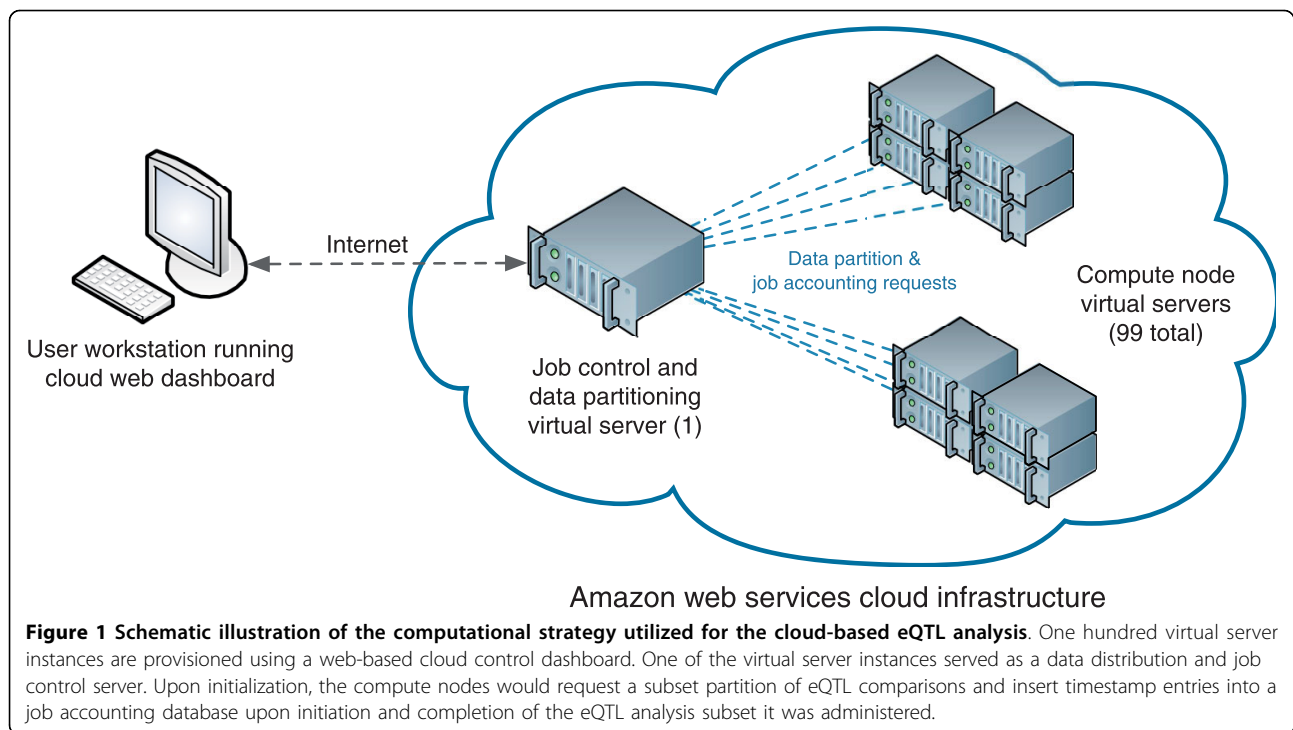 Internet
Data partition &
job accounting requests
Compute node
virtual servers
(99 total)
User workstation running
cloud web dashboard
Job control and
data partitioning
virtual server (1)
Amazon web services cloud infrastructure
Figure 1 Schematic illustration of the computational strategy utilized for the cloud-based eQTL analysis. One hundred virtual server
instances are provisioned using a web-based cloud control dashboard. One of the virtual server instances served as a data distribution and job
control server. Upon initialization, the compute nodes would request a subset partition of eQTL comparisons and insert timestamp entries into a
job accounting database upon initiation and completion of the eQTL analysis subset it was administered.